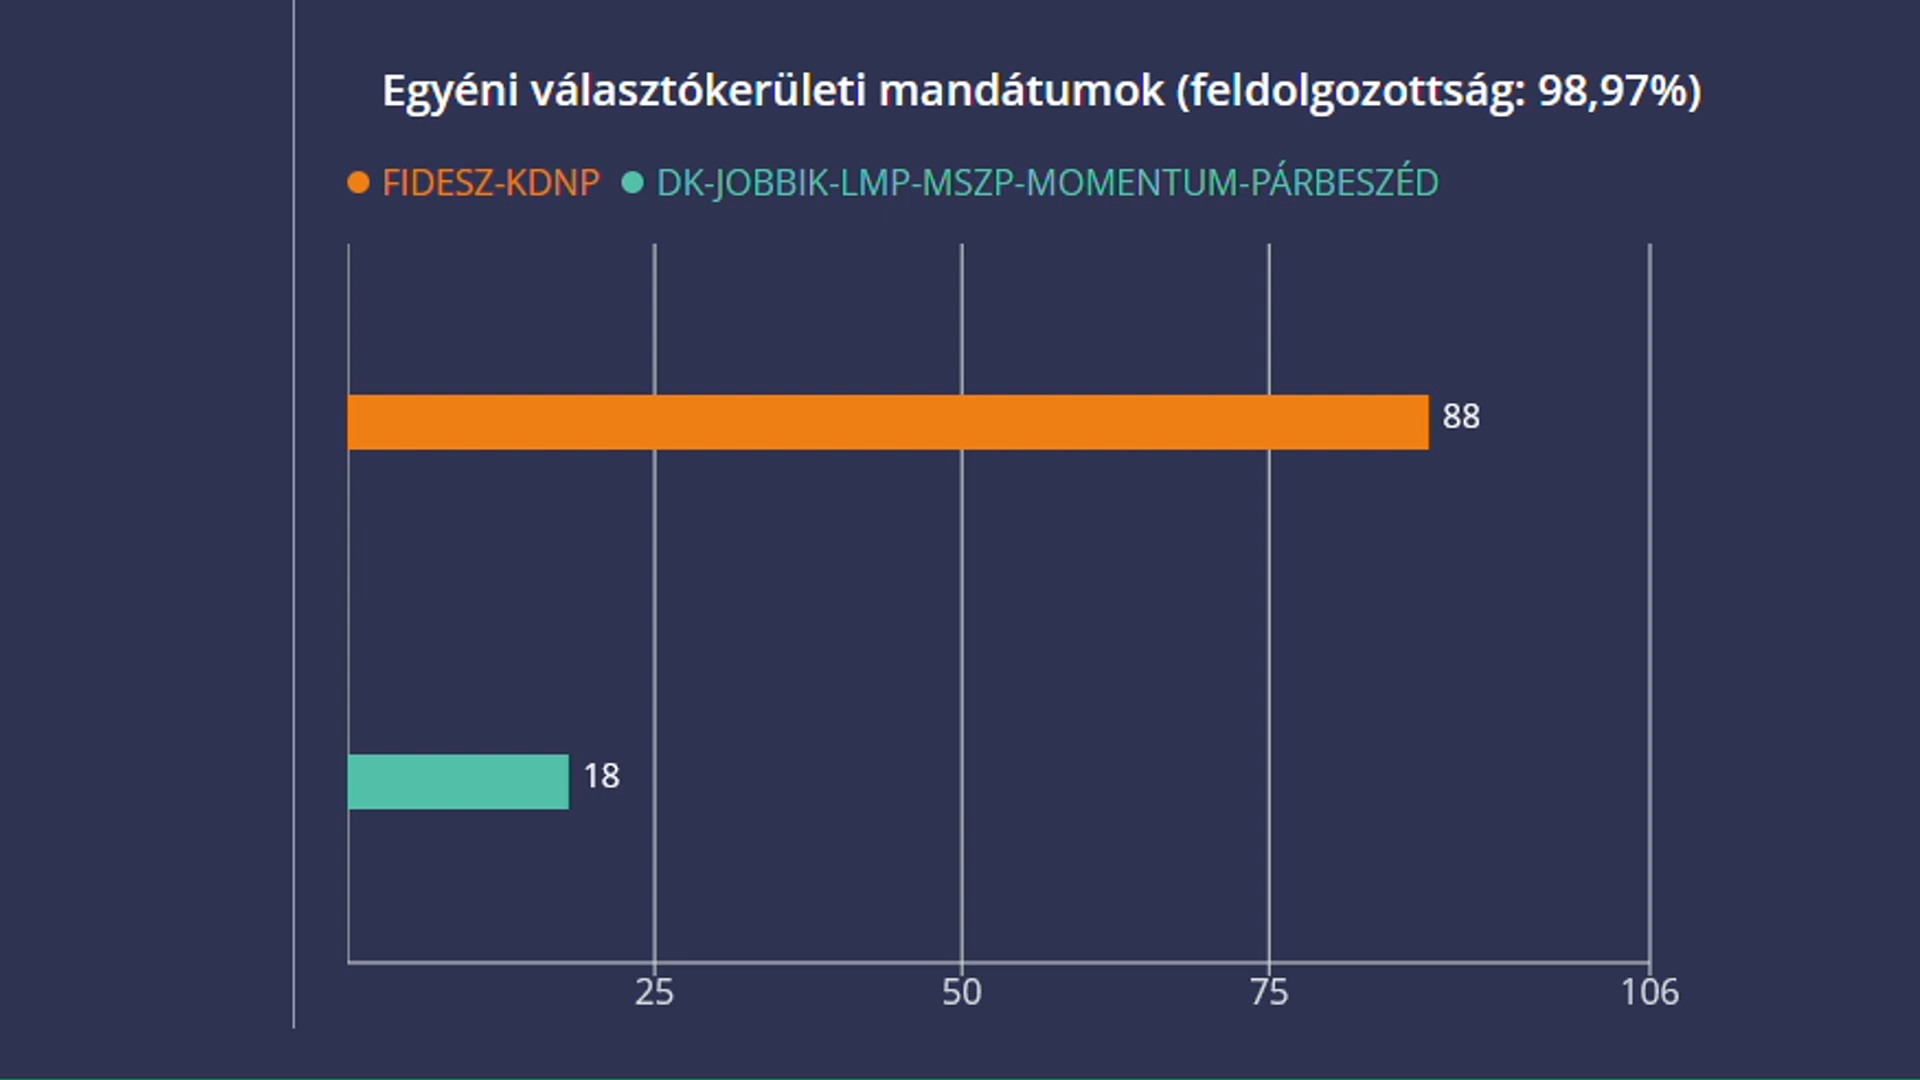 Egyéni választókerületi mandátumok (feldolgozottság: 98,97%)
FIDESZ-KDNP DK-JOBBIK-LMP-MSZP-MOMENTUM-PÁRBESZÉD
88
18
25 50 75 106